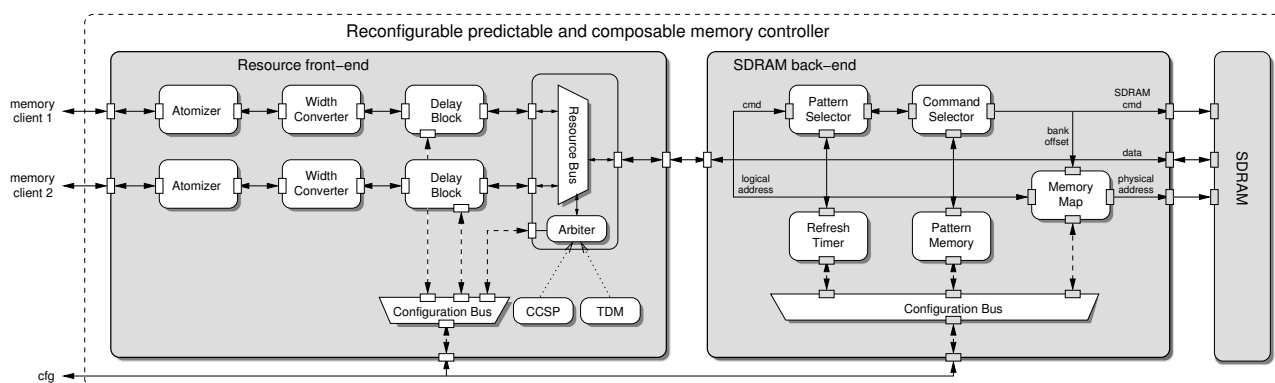 Reconfigurable predictable and composable memory controller
Resource front−end
SDRAM back−end
memory
client 1
Atomizer
Width
Converter
Delay
Block
Resource Bus
cmd
Pattern
Selector
Command
Selector
SDRAM
cmd
bank
offset
data
memory
client 2
Atomizer
Width
Converter
Delay
Block
logical
address
Memory
Map
physical
address
SDRAM
Arbiter
Refresh
Timer
Pattern
Memory
Configuration Bus
CCSP
TDM
Configuration Bus
cfg